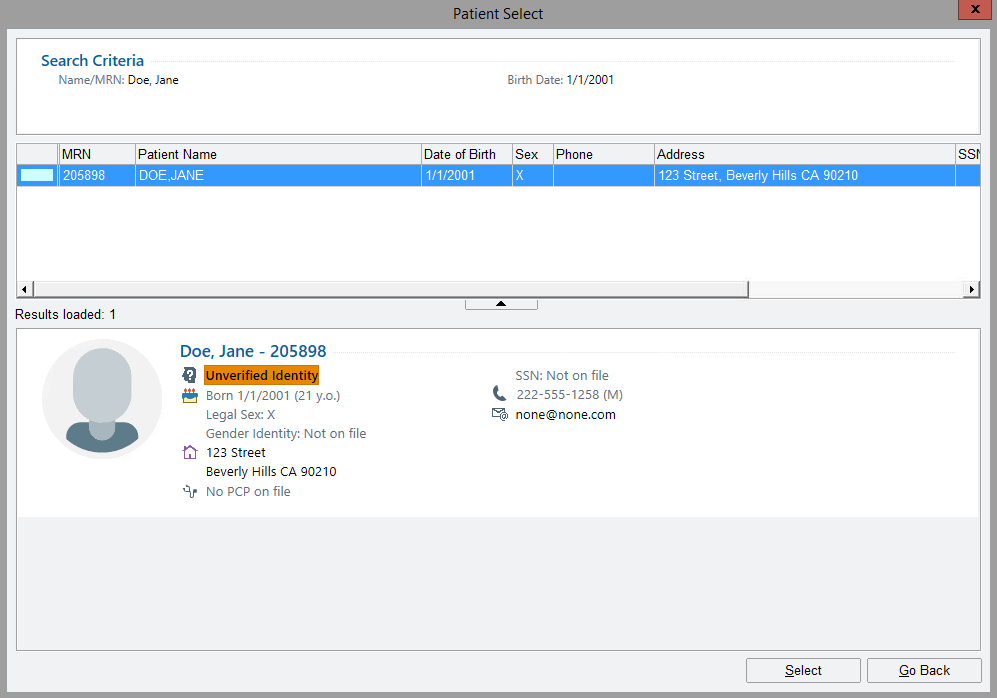 Patient Select
x
Search Criteria
Name/MRN: Doe, Jane Birth Date: 1/1/2001
MRN Patient Name Date of Birth Sex Phone Address SSN
205898 DOE,JANE 1/1/2001 X 123 Street, Beverly Hills CA 90210
Results loaded: 1
Doe, Jane - 205898
Unverified Identity SSN: Not on file
Born 1/1/2001 (21 y.o.) 222-555-1258 (M)
Legal Sex: X none@none.com
Gender Identity: Not on file
123 Street
Beverly Hills CA 90210
No PCP on file
Select Go Back